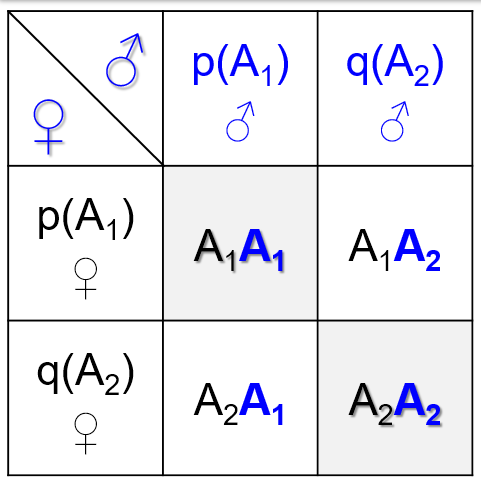 ♂
♀
p(A₁) q(A₂)
♂ ♂
p(A₁)
♀
A₁A₁ A₁A₂
q(A₂)
♀
A₂A₁ A₂A₂